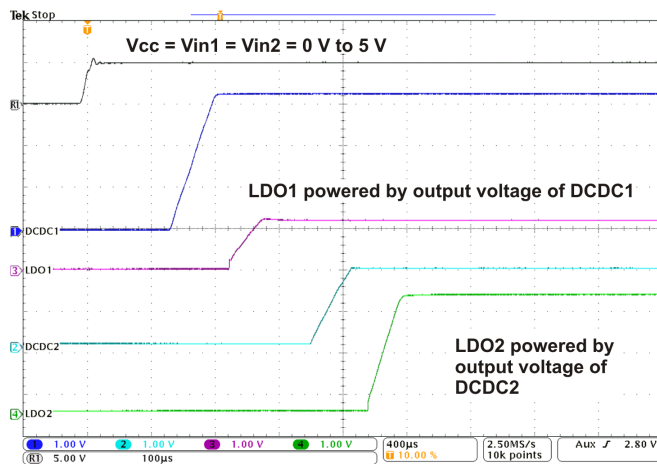 Tek Stop
T
T
Vcc = Vin1 = Vin2 = 0 V to 5 V
R1
LDO1 powered by output voltage of DCDC1
1 DCDC1
3 LDO1
2 DCDC2
LDO2 powered by
output voltage of
DCDC2
4 LDO2
1 1.00 V 2 1.00 V 3 1.00 V 4 1.00 V 400µs 2.50MS/s Aux 2.80 V
R1 5.00 V 100µs T 10.00 % 10k points